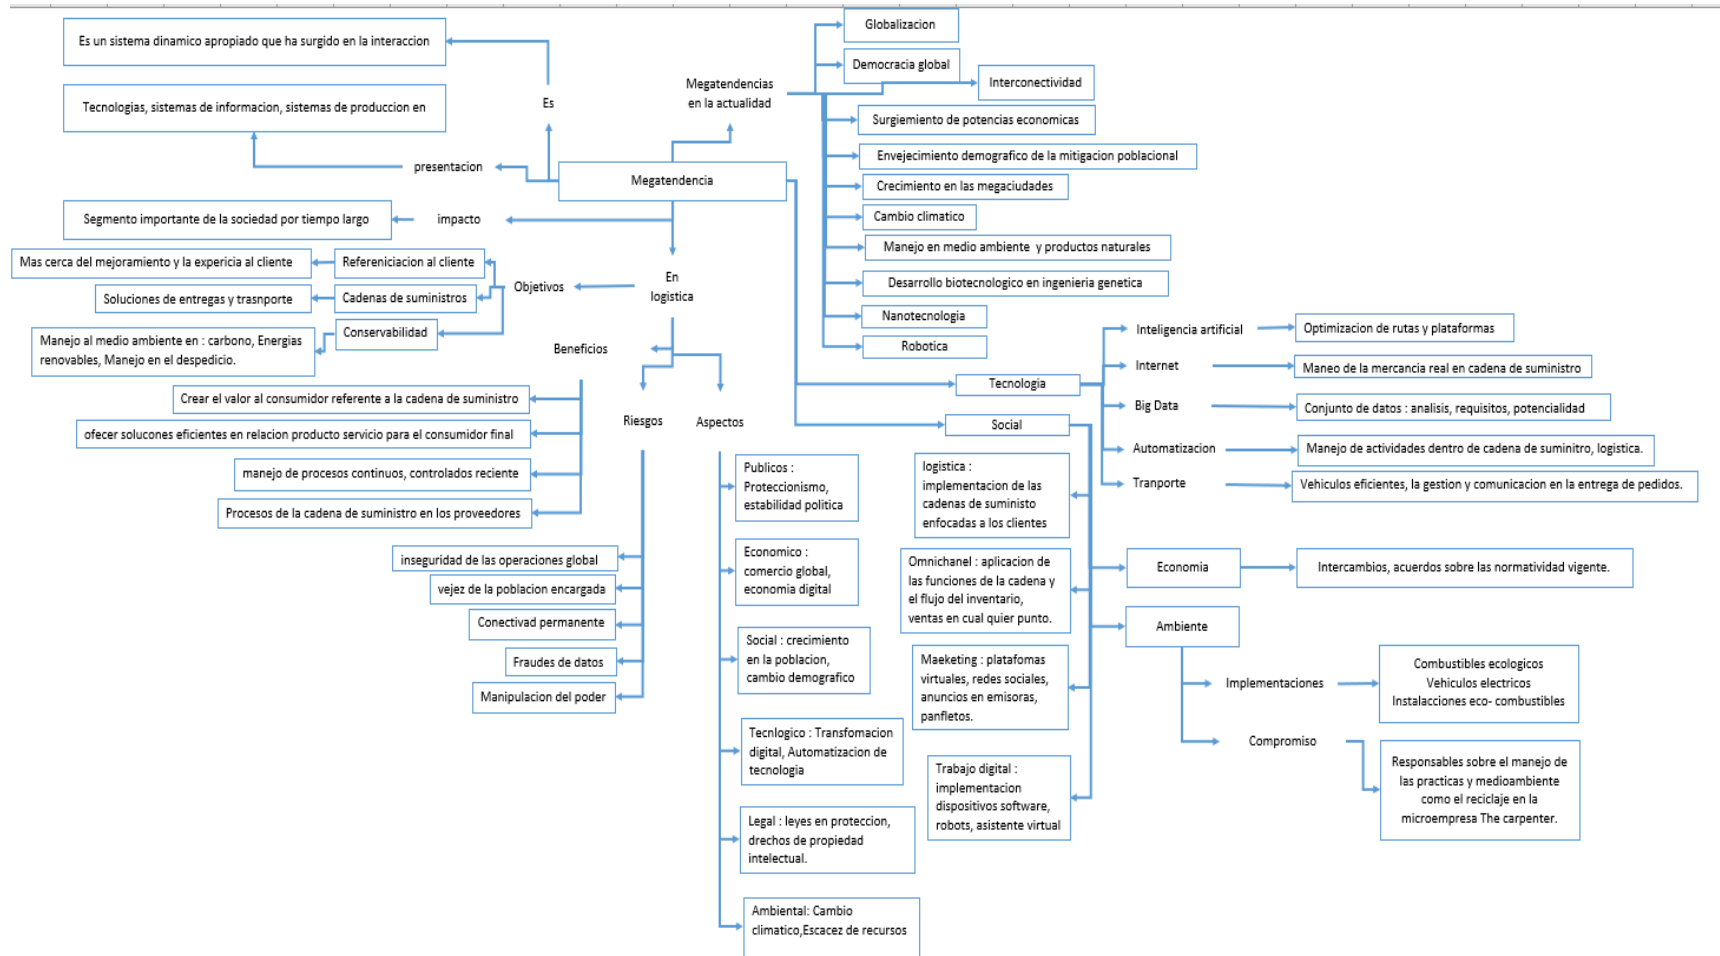 Es un sistema dinamico apropiado que ha surgido en la interaccion
Tecnologias, sistemas de informacion, sistemas de produccion en
Es
presentacion
Megatendencia
Segmento importante de la sociedad por tiempo largo
impacto
Megatendencias
en la actualidad
Globalizacion
Democracia global
Interconectividad
Surgiemiento de potencias economicas
Envejecimiento demografico de la mitigacion poblacional
Crecimiento en las megaciudades
Cambio climatico
Manejo en medio ambiente y productos naturales
Desarrollo biotecnologico en ingenieria genetica
Nanotecnologia
Robotica
En
logistica
Objetivos
Refereniciacion al cliente
Mas cerca del mejoramiento y la expericia al cliente
Cadenas de suministros
Soluciones de entregas y trasnporte
Conservabilidad
Manejo al medio ambiente en : carbono, Energias
renovables, Manejo en el despedicio.
Beneficios
Crear el valor al consumidor referente a la cadena de suministro
ofecer solucones eficientes en relacion producto servicio para el consumidor final
manejo de procesos continuos, controlados reciente
Procesos de la cadena de suministro en los proveedores
Riesgos
inseguridad de las operaciones global
vejez de la poblacion encargada
Conectivad permanente
Fraudes de datos
Manipulacion del poder
Aspectos
Publicos :
Proteccionismo,
estabilidad politica
Economico :
comercio global,
economia digital
Social : crecimiento
en la poblacion,
cambio demografico
Tecnlogico : Transfomacion
digital, Automatizacion de
tecnologia
Legal : leyes en proteccion,
drechos de propiedad
intelectual.
Ambiental: Cambio
climatico,Escacez de recursos
Tecnologia
Inteligencia artificial
Optimizacion de rutas y plataformas
Internet
Maneo de la mercancia real en cadena de suministro
Big Data
Conjunto de datos : analisis, requisitos, potencialidad
Automatizacion
Manejo de actividades dentro de cadena de suminitro, logistica.
Tranporte
Vehiculos eficientes, la gestion y comunicacion en la entrega de pedidos.
Social
logistica :
implementacion de las
cadenas de suministo
enfocadas a los clientes
Omnichanel : aplicacion de
las funciones de la cadena y
el flujo del inventario,
ventas en cual quier punto.
Maeketing : platafomas
virtuales, redes sociales,
anuncios en emisoras,
panfletos.
Trabajo digital :
implementacion
dispositivos software,
robots, asistente virtual
Economia
Intercambios, acuerdos sobre las normatividad vigente.
Ambiente
Implementaciones
Combustibles ecologicos
Vehiculos electricos
Instalacciones eco- combustibles
Compromiso
Responsables sobre el manejo de
las practicas y medioambiente
como el reciclaje en la
microempresa The carpenter.